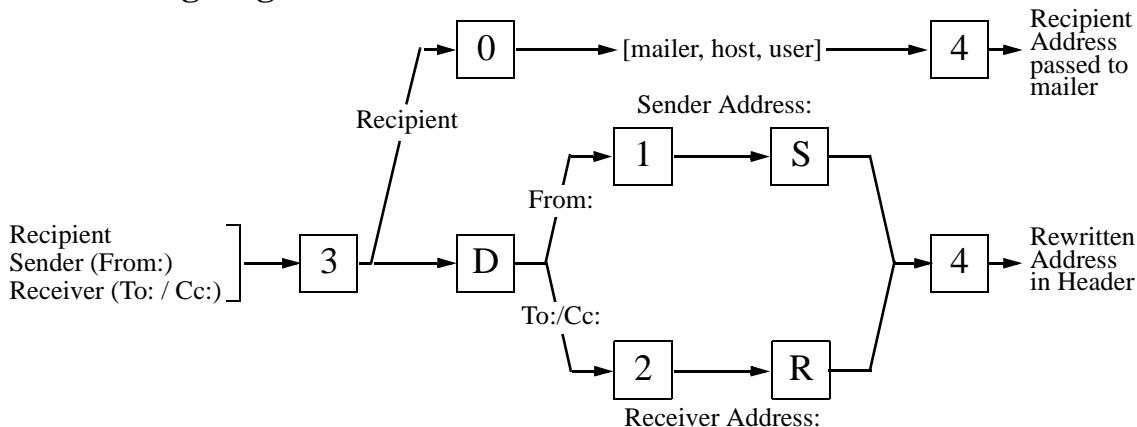 0
[mailer, host, user]
4
Recipient
Address
passed to
mailer
Recipient
Sender Address:
1
S
From:
Recipient
Sender (From:)
Receiver (To: / Cc:)
3
D
4
Rewritten
Address
in Header
To:/Cc:
2
R
Receiver Address: